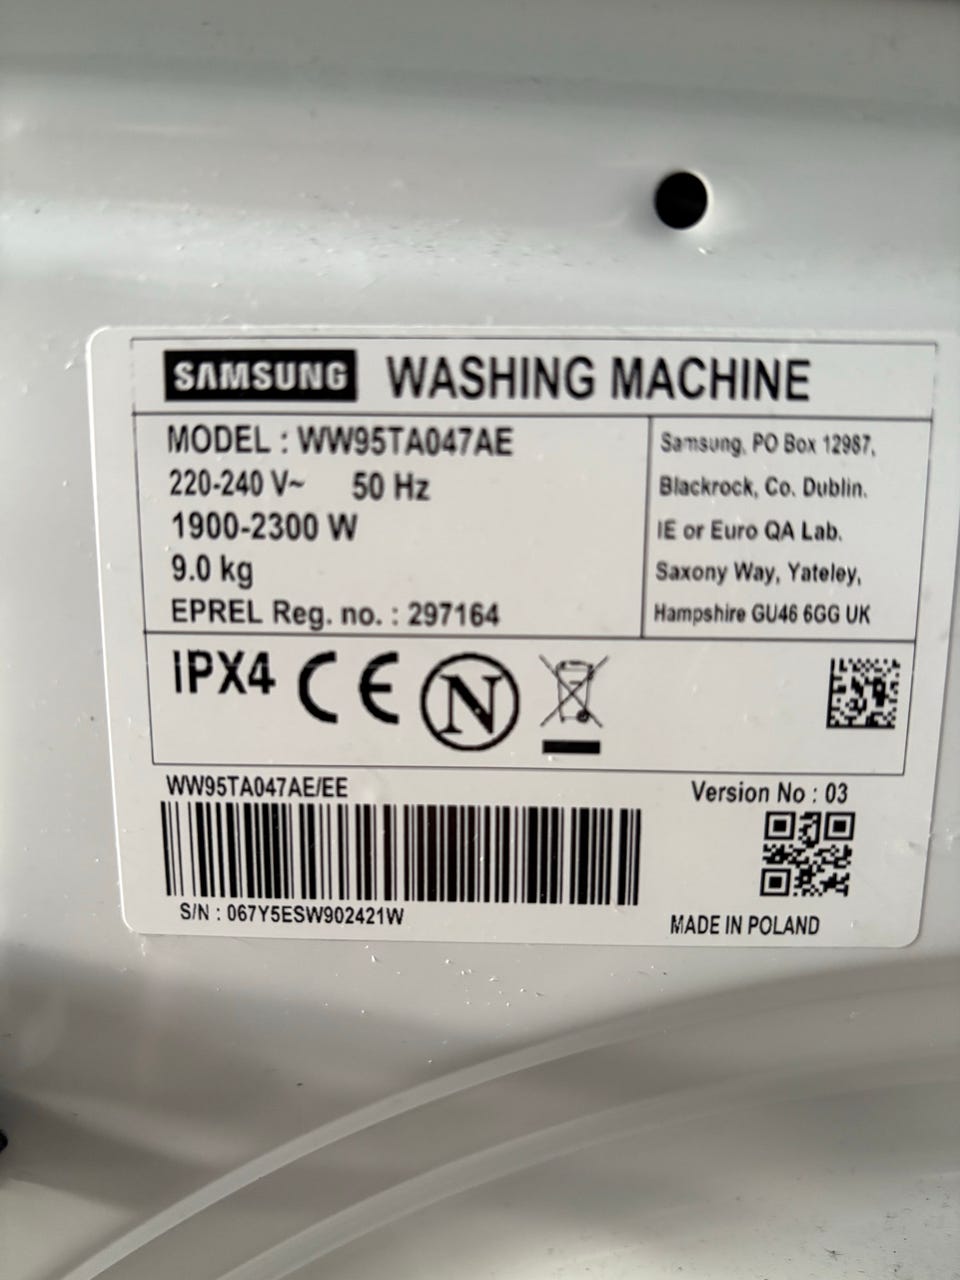 SAMSUNG WASHING MACHINE
MODEL : WW95TA047AE
220-240 V~ 50 Hz
1900-2300 W
9.0 kg
EPREL Reg. no. : 297164
Samsung, PO Box 12987,
Blackrock, Co. Dublin.
IE or Euro QA Lab.
Saxony Way, Yateley,
Hampshire GU46 6GG UK
IPX4 CE N
WW95TA047AE/EE
Version No : 03
S/N : 067Y5ESW902421W
MADE IN POLAND